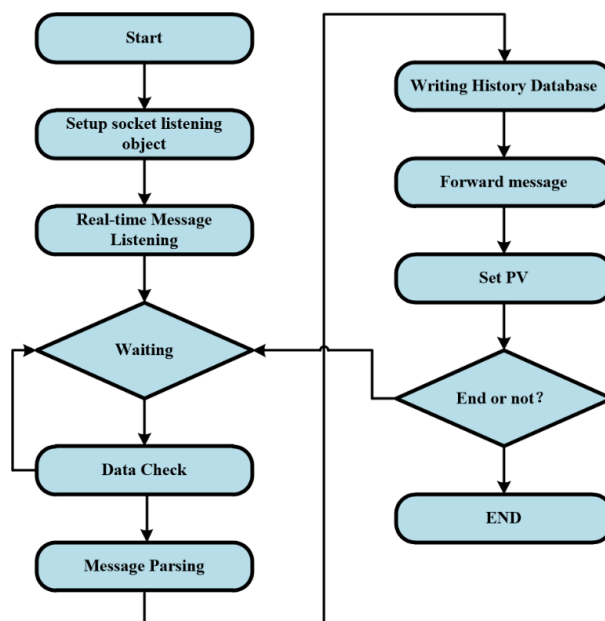 Start
Setup socket listening
object
Real-time Message
Listening
Waiting
Data Check
Message Parsing
Writing History Database
Forward message
Set PV
End or not？
END